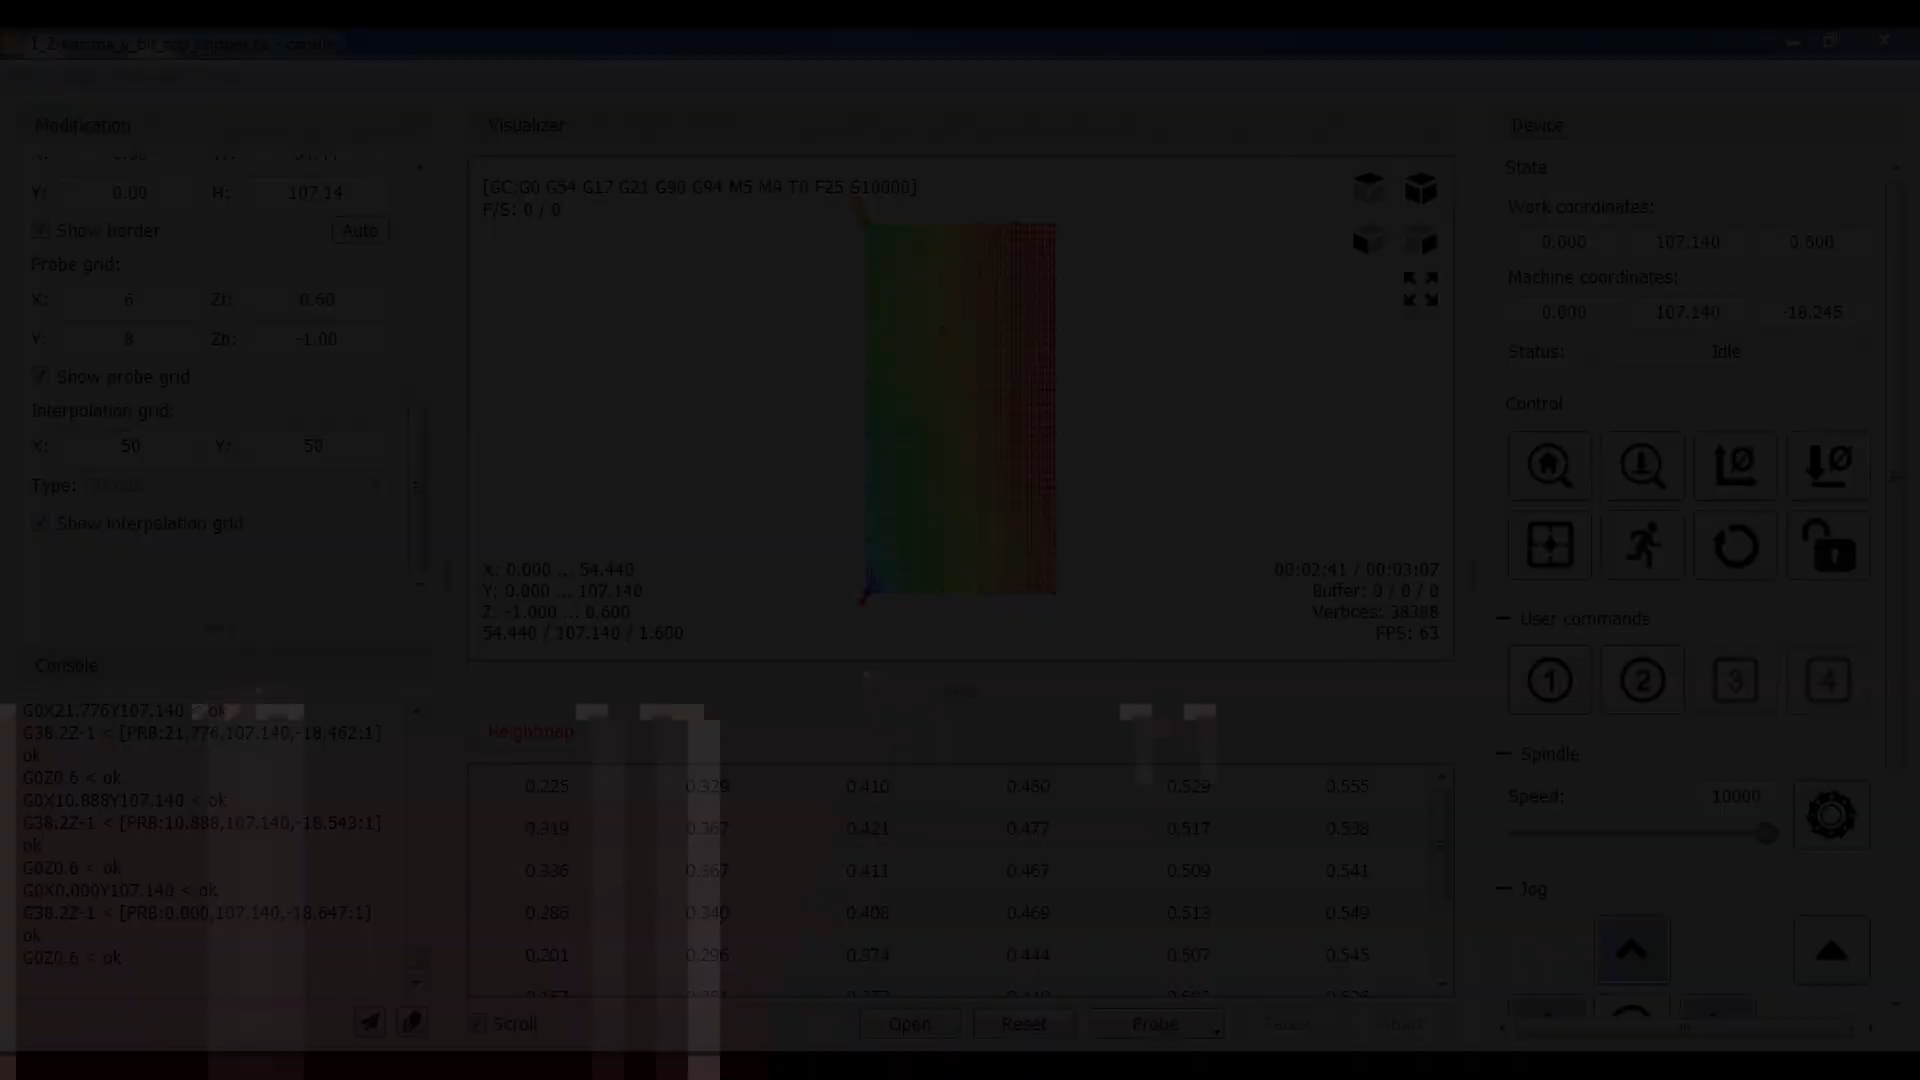 Modification
Y: 0.00 H: 107.14
Show border Auto
Probe grid:
X: 6 Zt: 0.60
Y: 8 Zb: -1.00
Show probe grid
Interpolation grid:
X: 50 Y: 50
Type:
Show interpolation grid
Console
G0X21.776Y107.140 < ok
G38.2Z-1 < [PRB:21.776,107.140,-18.462:1]
ok
G0Z0.6 < ok
G0X10.888Y107.140 < ok
G38.2Z-1 < [PRB:10.888,107.140,-18.543:1]
ok
G0Z0.6 < ok
G0X0.000Y107.140 < ok
G38.2Z-1 < [PRB:0.000,107.140,-18.647:1]
ok
G0Z0.6 < ok
Visualizer
[GC:G0 G54 G17 G21 G90 G94 M5 M9 T0 F25 S10000]
F/S: 0 / 0
X: 0.000 ... 54.440
Y: 0.000 ... 107.140
Z: -1.000 ... 0.600
54.440 / 107.140 / 1.600
00:02:41 / 00:03:07
Buffer: 0 / 0 / 0
Vertices: 38388
FPS: 63
Heightmap
0.225 0.329 0.410 0.480 0.529 0.555
0.319 0.367 0.421 0.477 0.517 0.538
0.336 0.367 0.411 0.467 0.509 0.541
0.286 0.340 0.408 0.469 0.513 0.549
0.201 0.296 0.374 0.444 0.507 0.545
Scroll Open Reset Probe
Device
State
Work coordinates:
0.000 107.140 0.600
Machine coordinates:
0.000 107.140 -18.245
Status: Idle
Control
User commands
1 2 3 4
Spindle
Speed: 10000
Jog